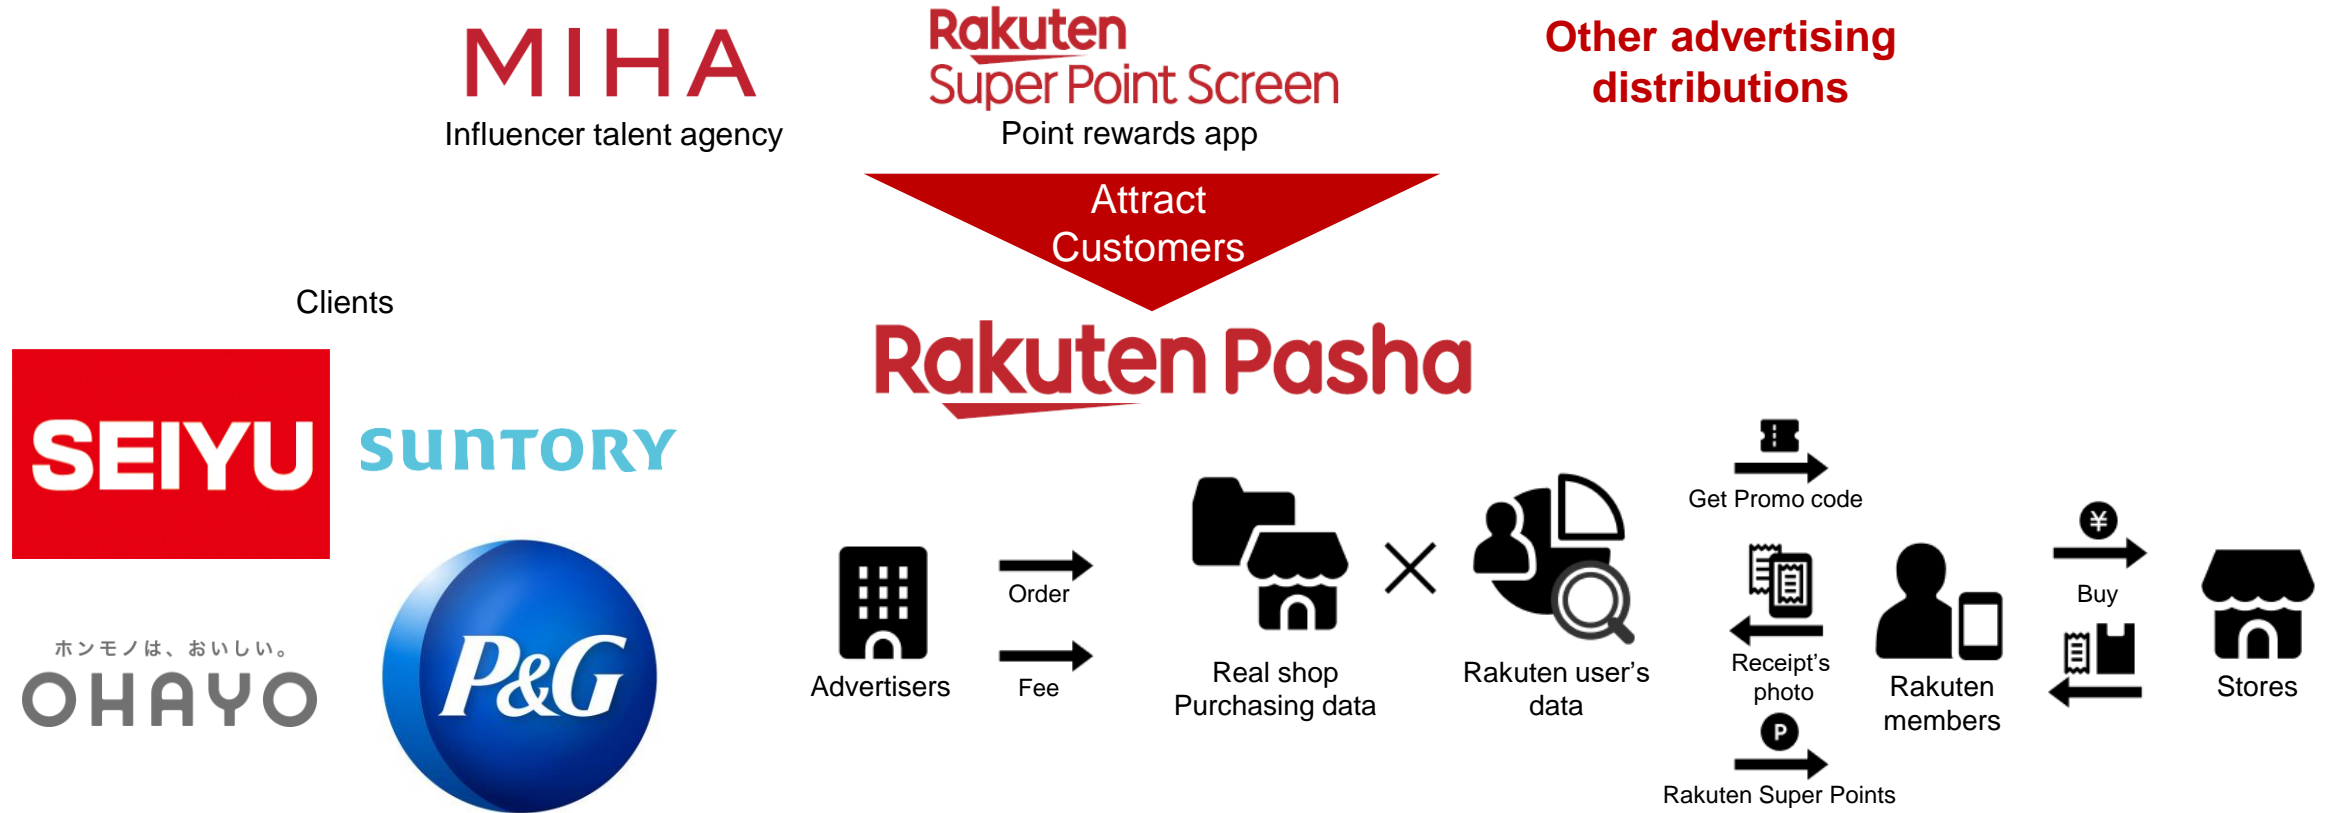 MIHA
Influencer talent agency
Rakuten
Super Point Screen
Point rewards app
Other advertising
distributions
Attract
Customers
Clients
Rakuten Pasha
SEIYU
SUNTORY
ホンモノは、おいしい。
OHAYO
P&G
Advertisers
Order
Fee
Real shop
Purchasing data
Rakuten user's
data
Get Promo code
Receipt's
photo
P
Rakuten Super Points
Rakuten
members
¥
Buy
Stores